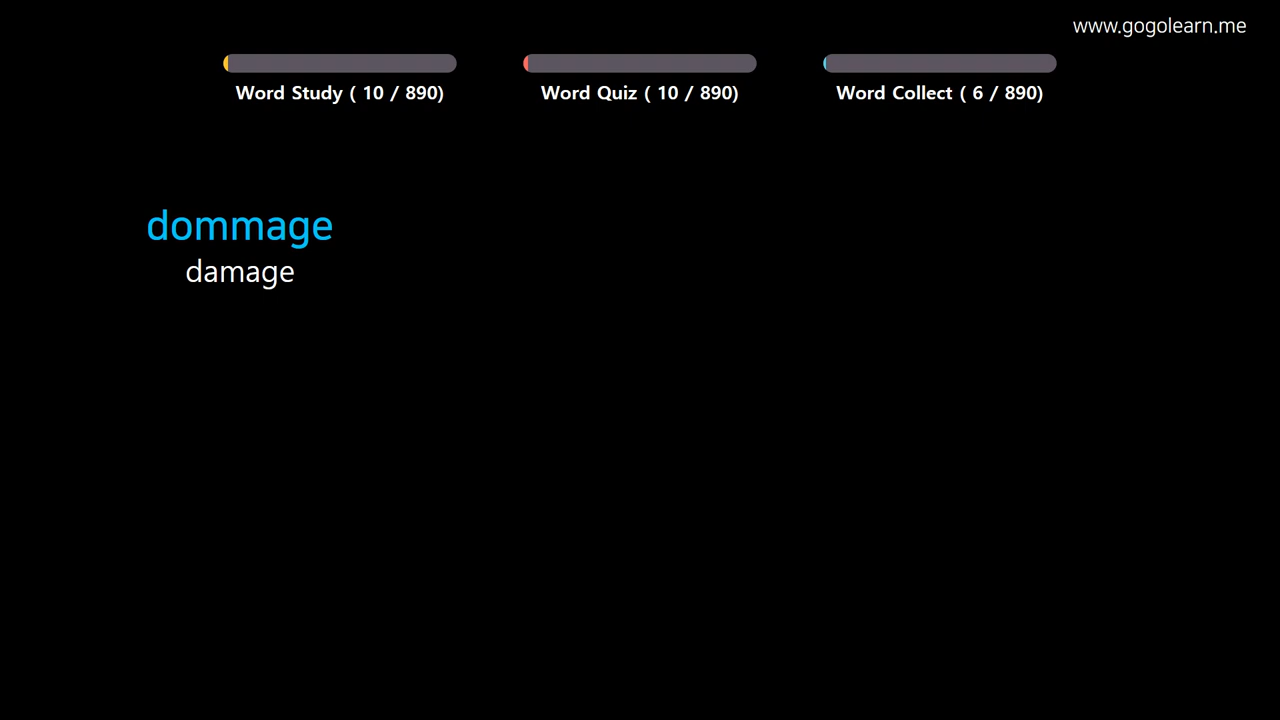 www.gogolearn.me
Word Study ( 10 / 890)
Word Quiz ( 10 / 890)
Word Collect ( 6 / 890)
dommage
damage